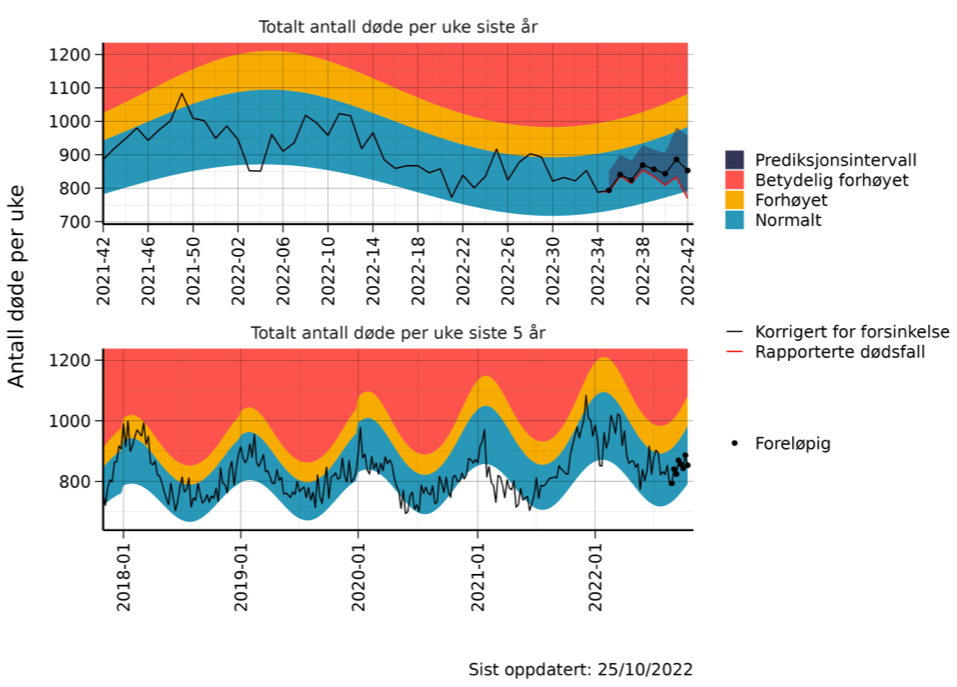 Totalt antall døde per uke siste år
1200
1100
1000
900
800
700
2021-42
2021-46
2021-50
2022-02
2022-06
2022-10
2022-14
2022-18
2022-22
2022-26
2022-30
2022-34
2022-38
2022-42
Antall døde per uke
Totalt antall døde per uke siste 5 år
1200
1000
800
2018-01
2019-01
2020-01
2021-01
2022-01
Prediksjonsintervall
Betydelig forhøyet
Forhøyet
Normalt
Korrigert for forsinkelse
Rapporterte dødsfall
Foreløpig
Sist oppdatert: 25/10/2022